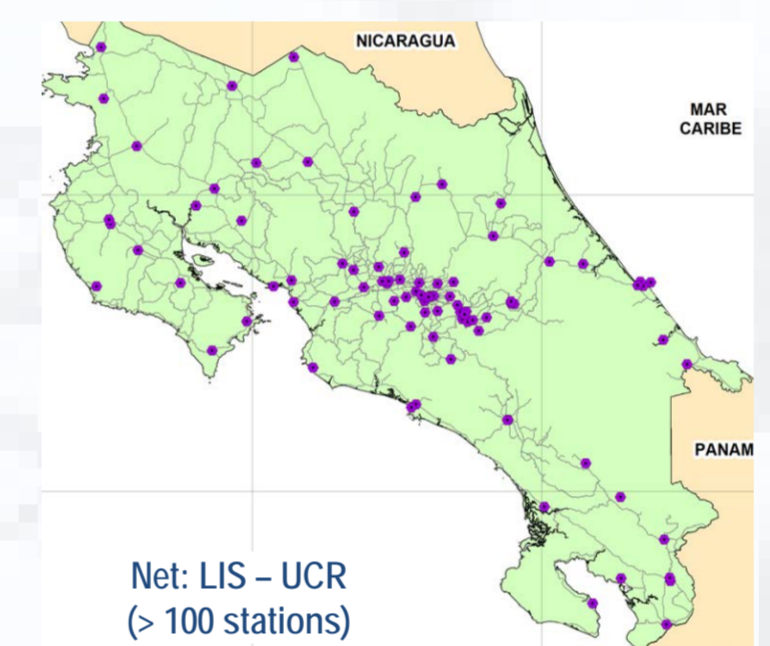 NICARAGUA
MAR
CARIBE
PANAM
Net: LIS – UCR
(> 100 stations)